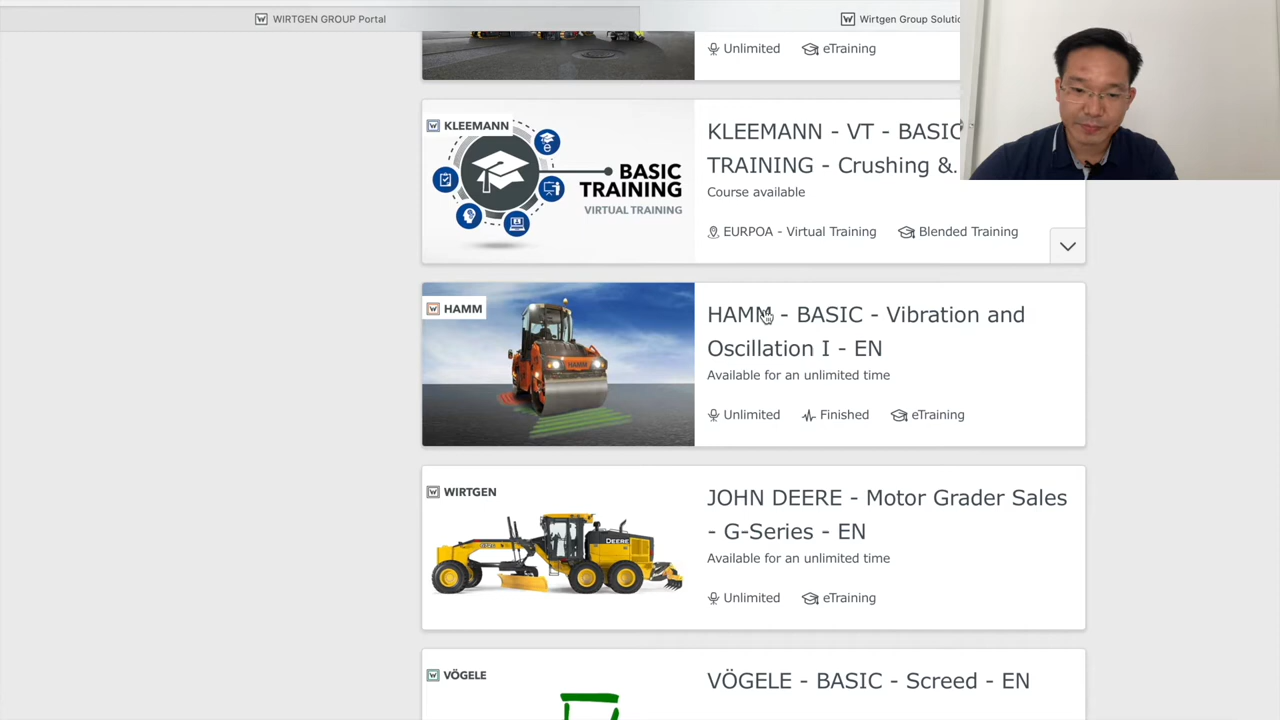 WIRTGEN GROUP Portal
Wirtgen Group Solutio
Unlimited eTraining
KLEEMANN
BASIC
TRAINING
VIRTUAL TRAINING
KLEEMANN - VT - BASIC
TRAINING - Crushing &.
Course available
EURPOA - Virtual Training Blended Training
HAMM
HAMM
HAMM - BASIC - Vibration and
Oscillation I - EN
Available for an unlimited time
Unlimited Finished eTraining
WIRTGEN
DEERE
JOHN DEERE - Motor Grader Sales
- G-Series - EN
Available for an unlimited time
Unlimited eTraining
VÖGELE
VÖGELE - BASIC - Screed - EN